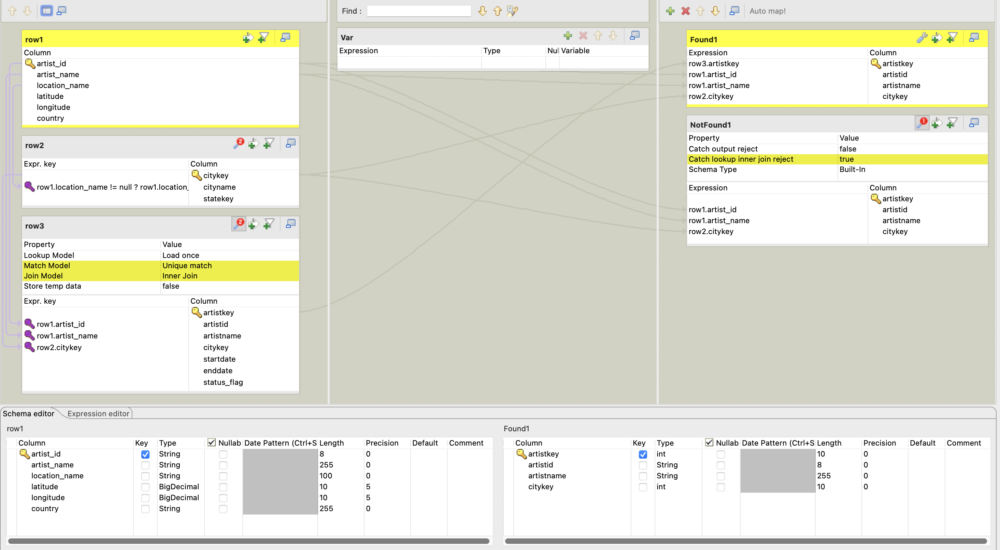 Find :
Auto map!
row1
Column
artist_id
artist_name
location_name
latitude
longitude
country
row2
2
Expr. key Column
citykey
row1.location_name != null ? row1.location_ cityname
statekey
row3
2
Property Value
Lookup Model Load once
Match Model Unique match
Join Model Inner Join
Store temp data false
Expr. key Column
artistkey
row1.artist_id artistid
row1.artist_name artistname
row2.citykey citykey
startdate
enddate
status_flag
Var
Expression Type Nul Variable
Found1
Expression Column
row3.artistkey artistkey
row1.artist_id artistid
row1.artist_name artistname
row2.citykey citykey
NotFound1
1
Property Value
Catch output reject false
Catch lookup inner join reject true
Schema Type Built-In
Expression Column
artistkey
row1.artist_id artistid
row1.artist_name artistname
row2.citykey citykey
Schema editor Expression editor
row1
Column Key Type Nullab Date Pattern (Ctrl+S Length Precision Default Comment
artist_id String 8 0
artist_name String 255 0
location_name String 100 0
latitude BigDecimal 10 5
longitude BigDecimal 10 5
country String 255 0
Found1
Column Key Type Nullab Date Pattern (Ctrl+S Length Precision Default Comment
artistkey int 10 0
artistid String 8 0
artistname String 255 0
citykey int 10 0